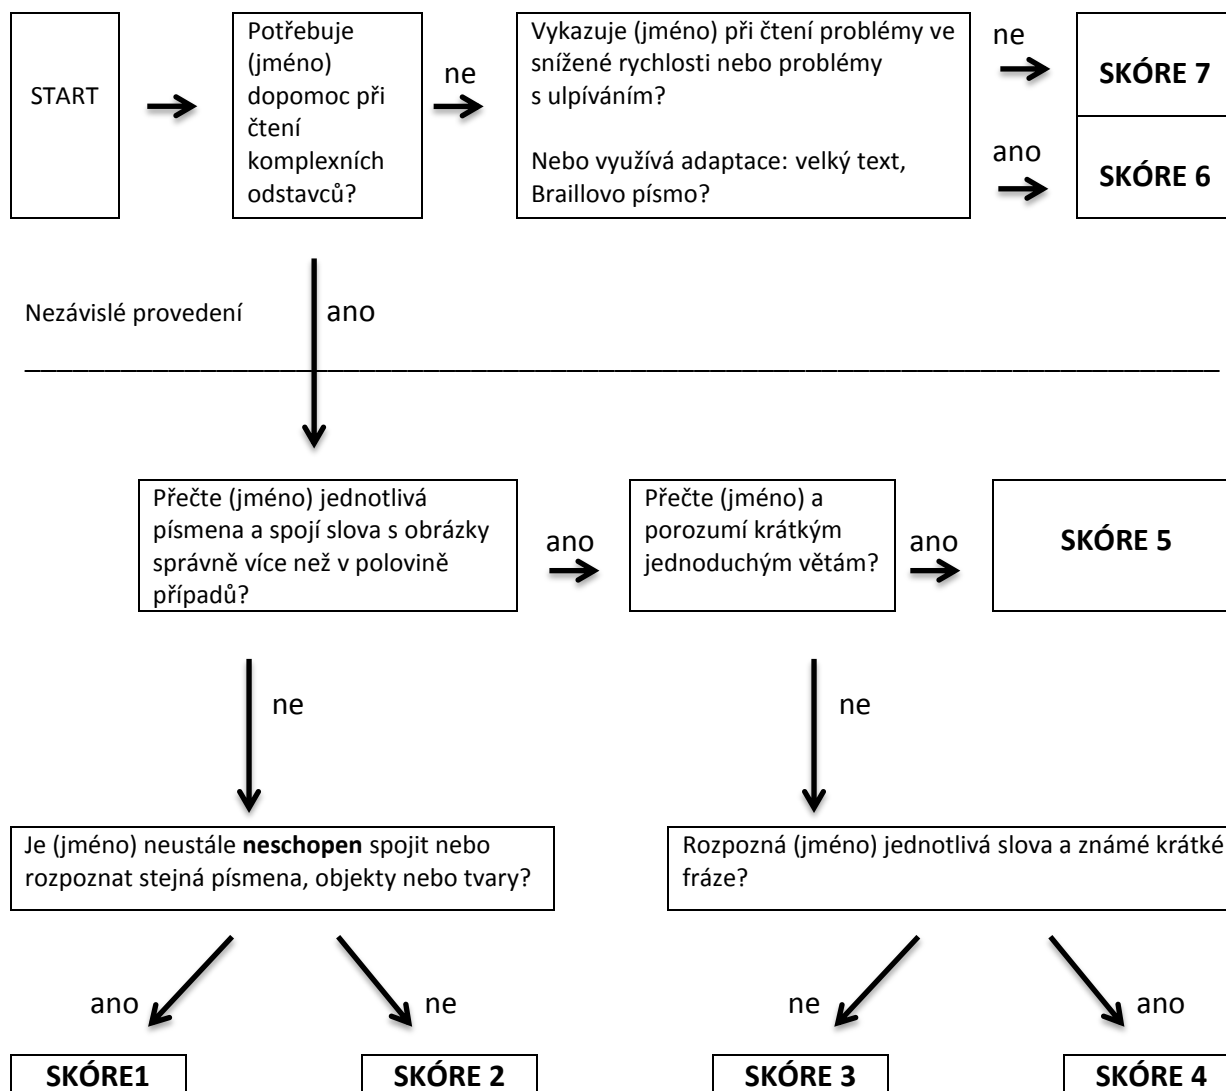 START
Potřebuje
(jméno)
dopomoc při
čtení
komplexních
odstavců?
ne
Vykazuje (jméno) při čtení problémy ve
snížené rychlosti nebo problémy
s ulpíváním?
Nebo využívá adaptace: velký text,
Braillovo písmo?
ne
SKÓRE 7
ano
SKÓRE 6
Nezávislé provedení
ano
Přečte (jméno) jednotlivá
písmena a spojí slova s obrázky
správně více než v polovině
případů?
ano
Přečte (jméno) a
porozumí krátkým
jednoduchým větám?
ano
SKÓRE 5
ne
ne
Je (jméno) neustále neschopen spojit nebo
rozpoznat stejná písmena, objekty nebo tvary?
Rozpozná (jméno) jednotlivá slova a známé krátké
fráze?
ano
ne
ne
ano
SKÓRE1
SKÓRE 2
SKÓRE 3
SKÓRE 4